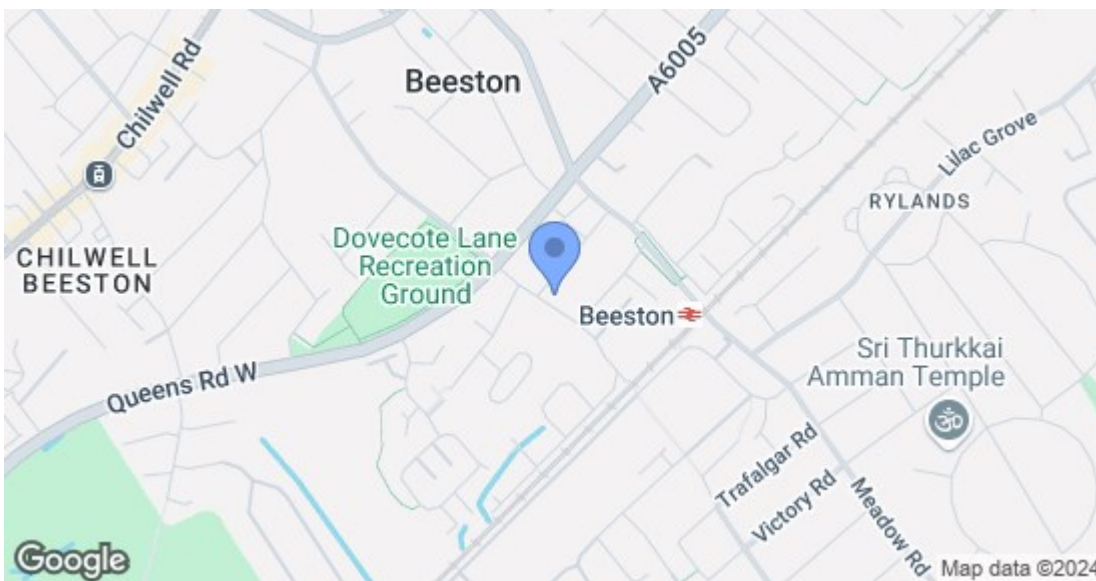 Chilwell Rd
Beeston
A6005
Lilac Grove
RYLANDS
CHILWELL
BEESTON
Dovecote Lane
Recreation
Ground
Beeston
Sri Thurkkai
Amman Temple
Queens Rd W
Trafalgar Rd
Victory Rd
Meadow Rd
Google
Map data ©2024